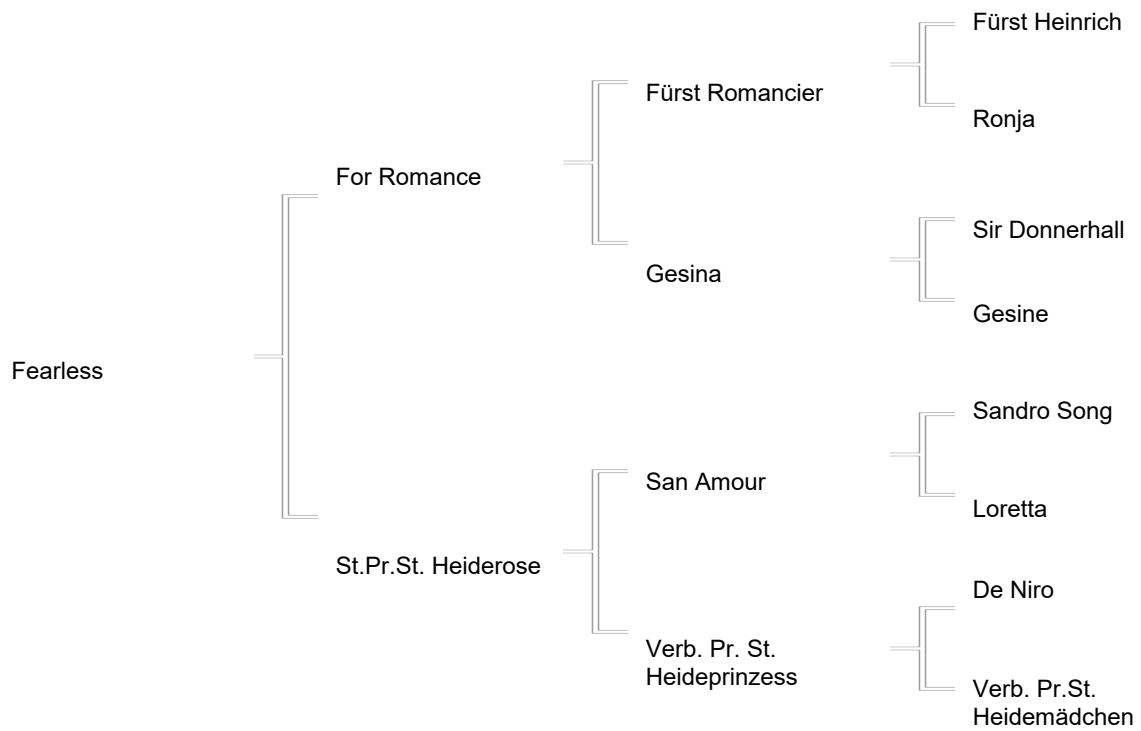 Fürst Heinrich
Fürst Romancier
Ronja
For Romance
Sir Donnerhall
Gesina
Gesine
Fearless
Sandro Song
San Amour
Loretta
St.Pr.St. Heiderose
De Niro
Verb. Pr. St.
Heideprinzess
Verb. Pr.St.
Heidemädchen